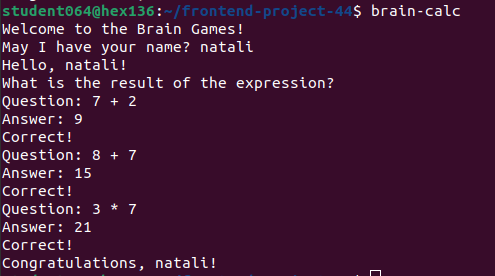 student064@hex136:~/frontend-project-44$ brain-calc
Welcome to the Brain Games!
May I have your name? natali
Hello, natali!
What is the result of the expression?
Question: 7 + 2
Answer: 9
Correct!
Question: 8 + 7
Answer: 15
Correct!
Question: 3 * 7
Answer: 21
Correct!
Congratulations, natali!